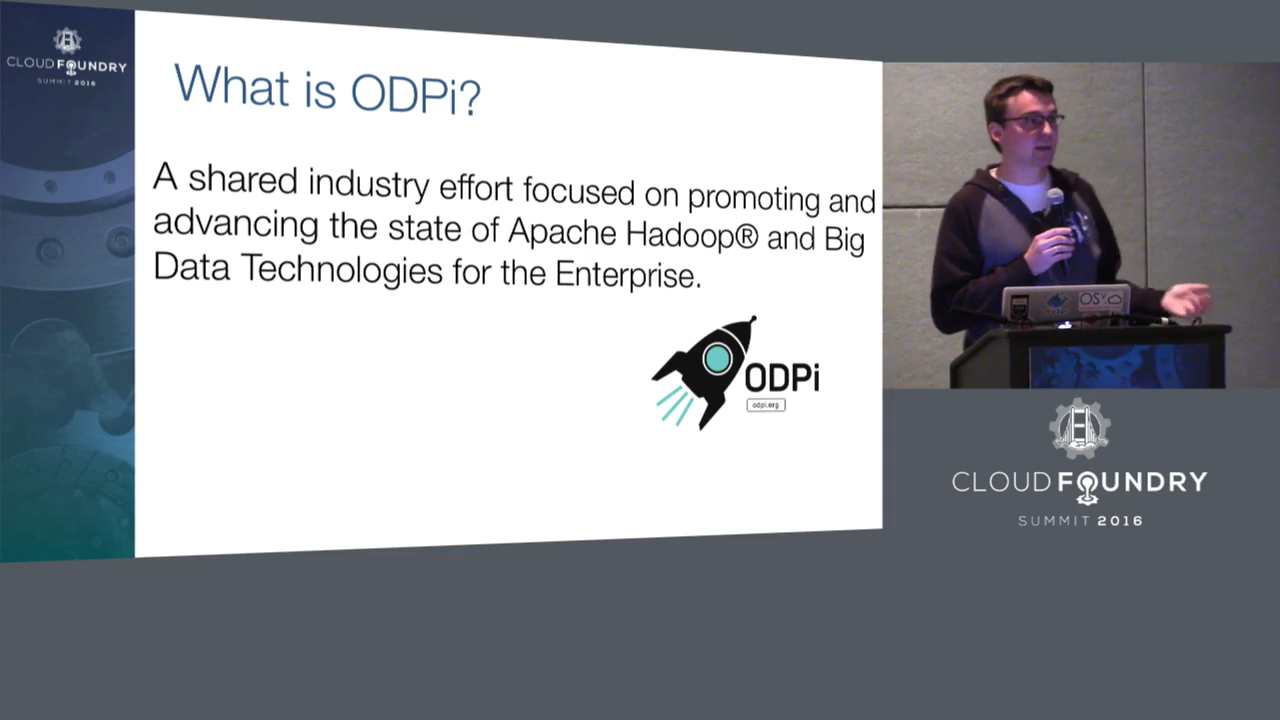 CLOUD FOUNDRY
SUMMIT 2016
What is ODPi?
A shared industry effort focused on promoting and
advancing the state of Apache Hadoop® and Big
Data Technologies for the Enterprise.
ODPi
odpi.org
OSv
CLOUD FOUNDRY
SUMMIT 2016